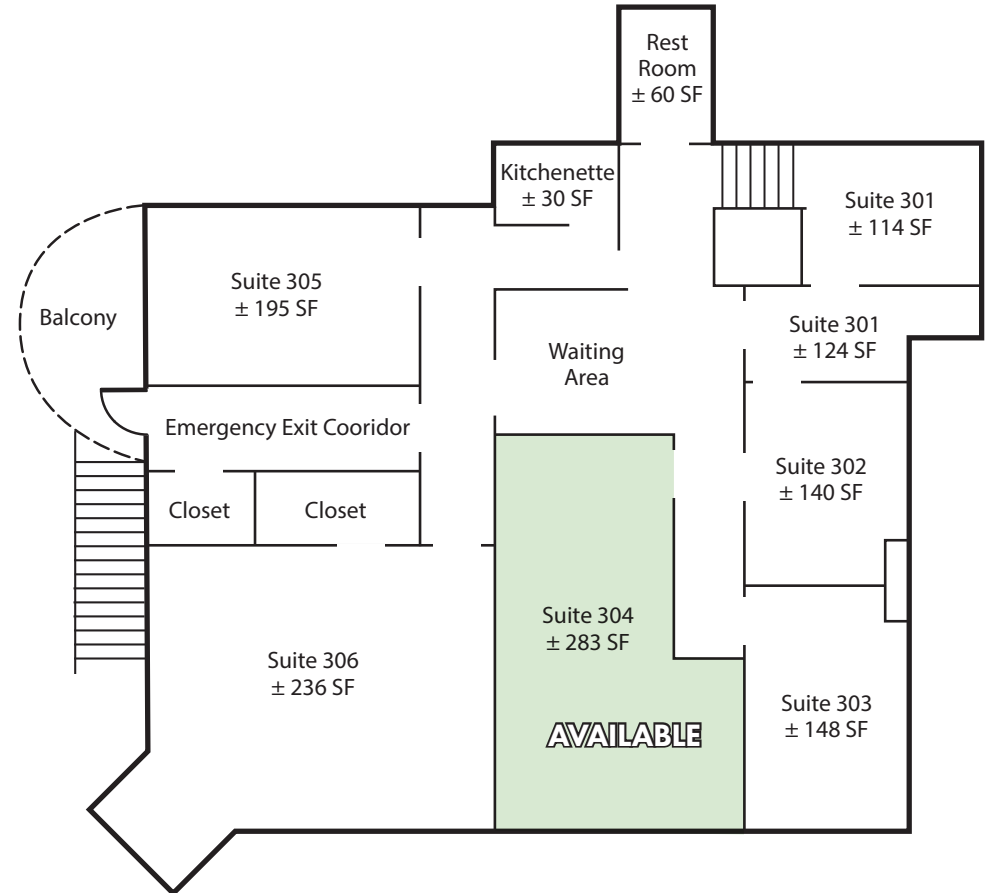 Rest
Room
± 60 SF
Kitchenette
± 30 SF
Suite 301
± 114 SF
Suite 305
± 195 SF
Balcony
Suite 301
± 124 SF
Waiting
Area
Emergency Exit Cooridor
Suite 302
± 140 SF
Closet
Closet
Suite 304
± 283 SF
Suite 306
± 236 SF
Suite 303
± 148 SF
AVAILABLE